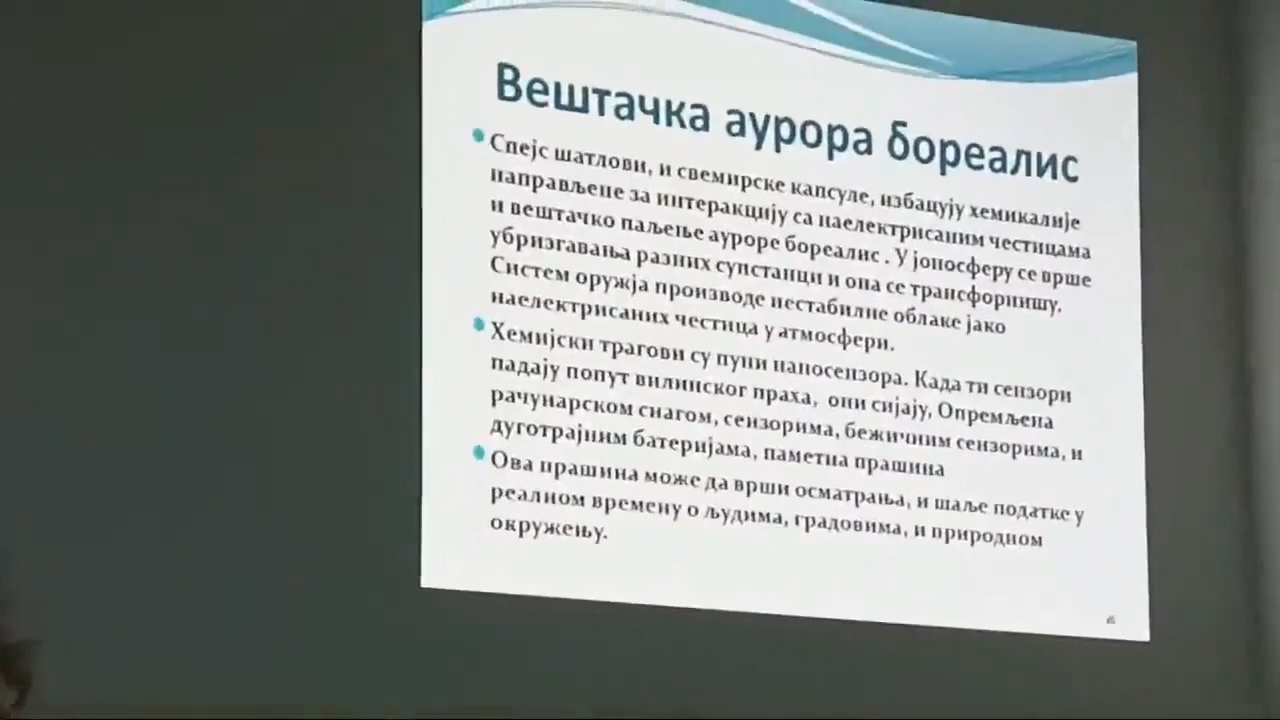 Вештачка аурора бореалис
Спејс шатлови, и свемирске капсуле, избацују хемикалије
направљене за интеракцију са наелектрисаним честицама
и вештачко паљење ауроре бореалис . У јоносферу се врше
убризгавања разних супстанци и она се трансформишу.
Систем оружја производе нестабилне облаке јако
наелектрисаних честица у атмосфери.
Хемијски трагови су пуни наносензора. Када ти сензори
падају попут вилинског праха, они сијају, Опремљена
рачунарском снагом, сензорима, бежичним сензорима, и
дуготрајним батеријама, паметна прашина
Ова прашина може да врши осматрања, и шаље податке у
реалном времену о људима, градовима, и природном
окружењу.